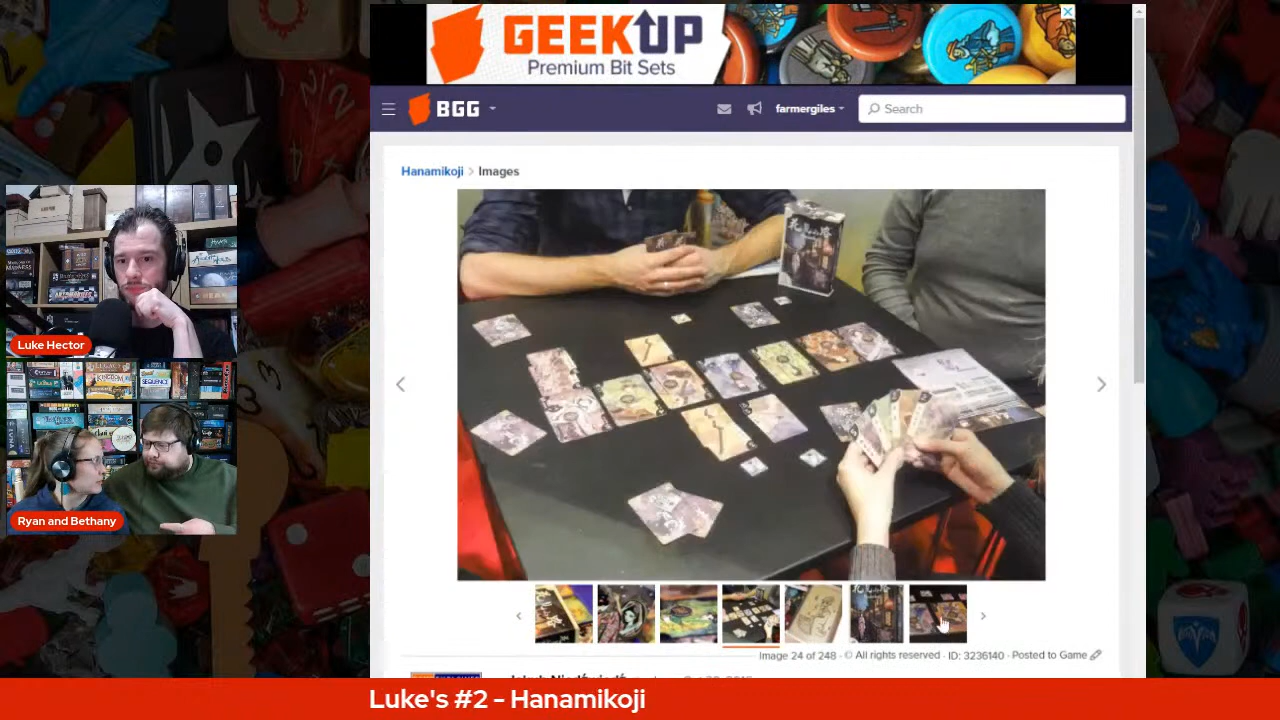 GEEKUP
Premium Bit Sets
BGG
farmergiles
Search
Hanamikoji > Images
Luke Hector
SEQUENCE
Ryan and Bethany
Image 24 of 248 · © All rights reserved · ID: 3236140 · Posted to Game
Luke's #2 - Hanamikoji